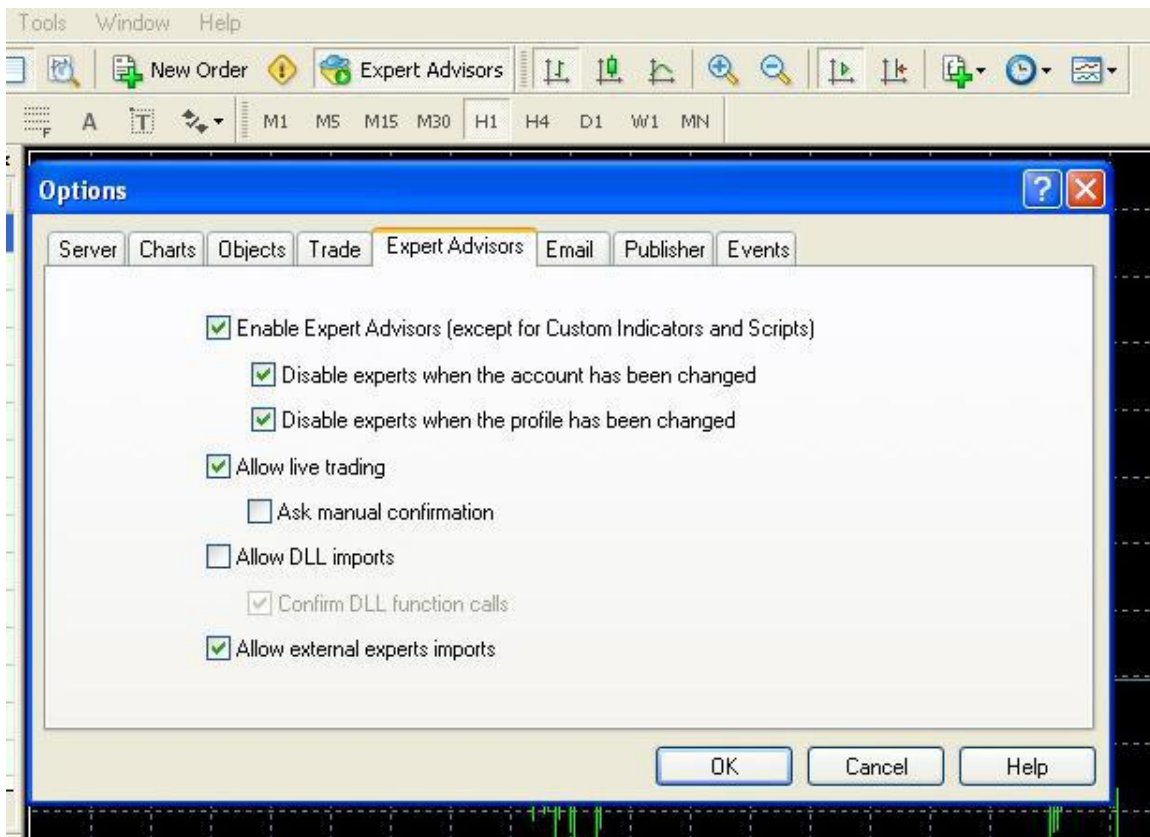 Tools Window Help
New Order Expert Advisors
F A T M1 M5 M15 M30 H1 H4 D1 W1 MN
Options
Server Charts Objects Trade Expert Advisors Email Publisher Events
Enable Expert Advisors (except for Custom Indicators and Scripts)
Disable experts when the account has been changed
Disable experts when the profile has been changed
Allow live trading
Ask manual confirmation
Allow DLL imports
Confirm DLL function calls
Allow external experts imports
OK Cancel Help